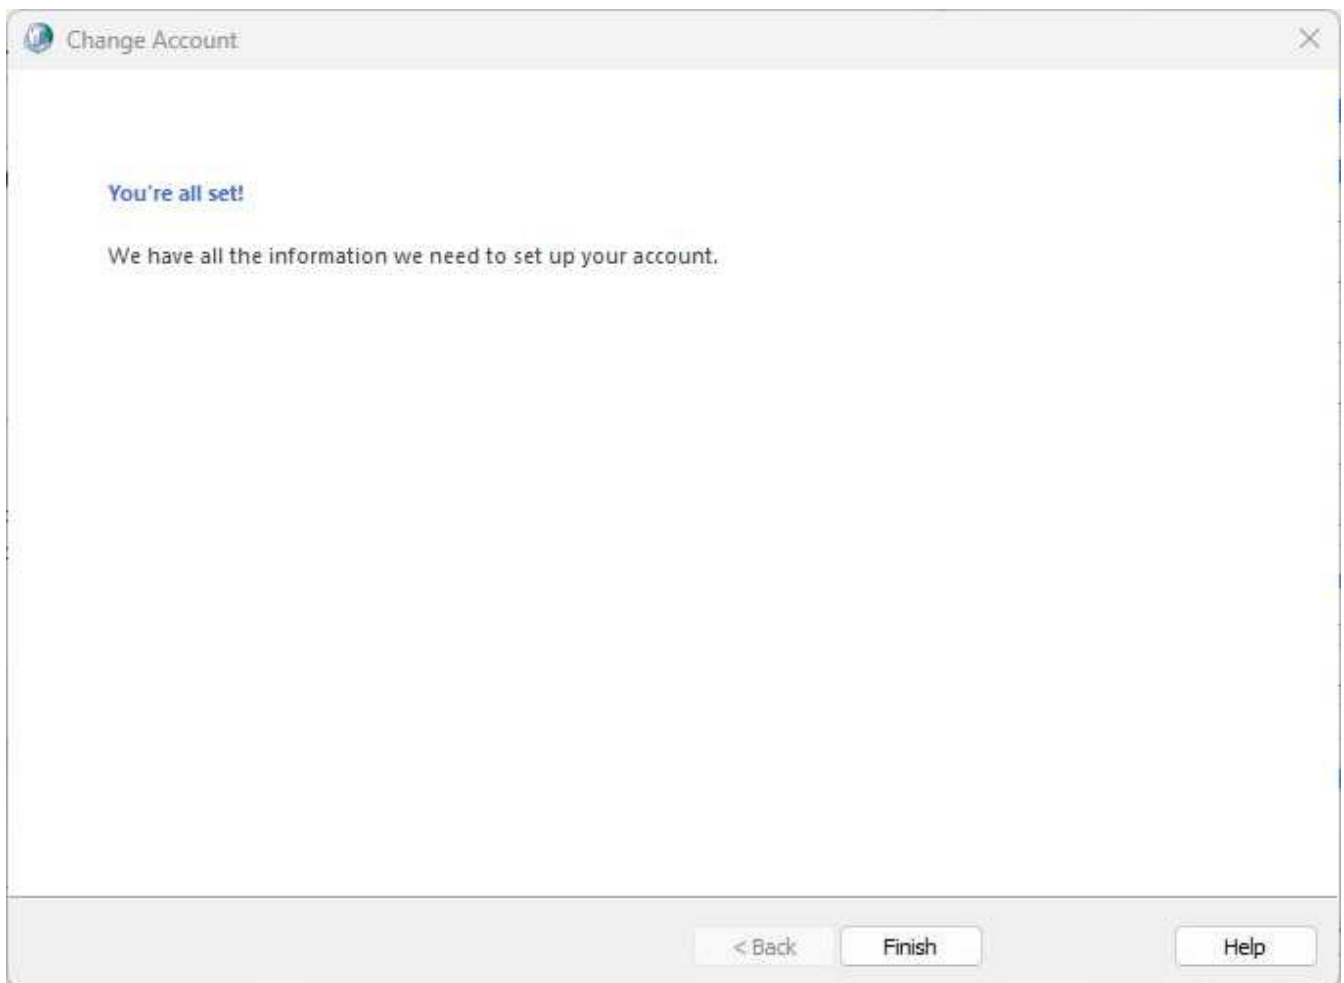 Change Account
You're all set!
We have all the information we need to set up your account.
< Back
Finish
Help